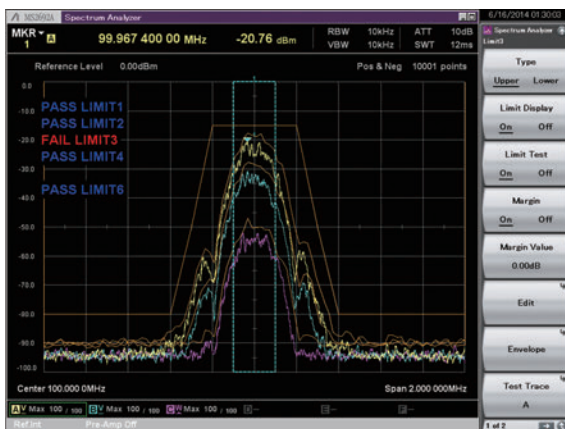 MS2692A Spectrum Analyzer
6/16/2014 01:30:03
MKR 1 A 99.967 400 00 MHz -20.76 dBm
RBW 10kHz ATT 10dB
VBW 10kHz SWT 12ms
Reference Level 0.00dBm Pos & Neg 10001 points
0.0
-10.0
-20.0
-30.0
-40.0
-50.0
-60.0
-70.0
-80.0
-90.0
-100.0
PASS LIMIT1
PASS LIMIT2
FAIL LIMIT3
PASS LIMIT4
PASS LIMIT6
1
Center 100.000 0MHz Span 2.000 000MHz
A V Max 100 / 100 B V Max 100 / 100 C W Max 100 / 100 D-- E-- F--
Ref.Int Pre-Amp Off
Spectrum Analyzer
Limit3
Type
Upper Lower
Limit Display
On Off
Limit Test
On Off
Margin
On Off
Margin Value
0.00dB
Edit
Envelope
Test Trace
A
1 of 2